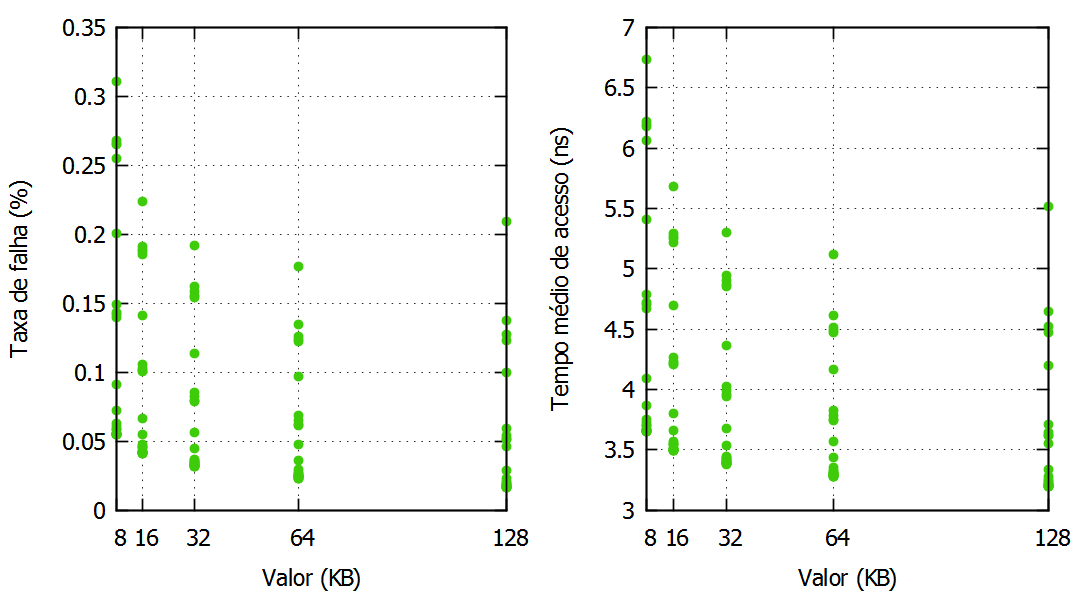 Taxa de falha (%)
0.35
0.3
0.25
0.2
0.15
0.1
0.05
0
8 16 32 64 128
Valor (KB)
Tempo médio de acesso (ns)
7
6.5
6
5.5
5
4.5
4
3.5
3
8 16 32 64 128
Valor (KB)